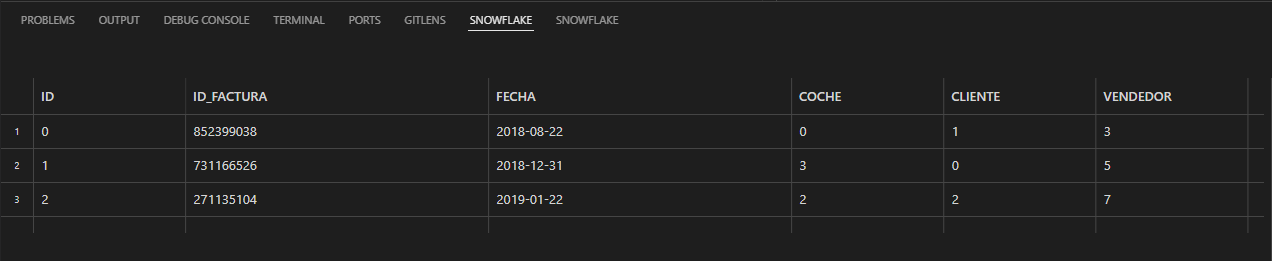 PROBLEMS OUTPUT DEBUG CONSOLE TERMINAL PORTS GITLENS SNOWFLAKE SNOWFLAKE
ID ID_FACTURA FECHA COCHE CLIENTE VENDEDOR
1 0 852399038 2018-08-22 0 1 3
2 1 731166526 2018-12-31 3 0 5
3 2 271135104 2019-01-22 2 2 7